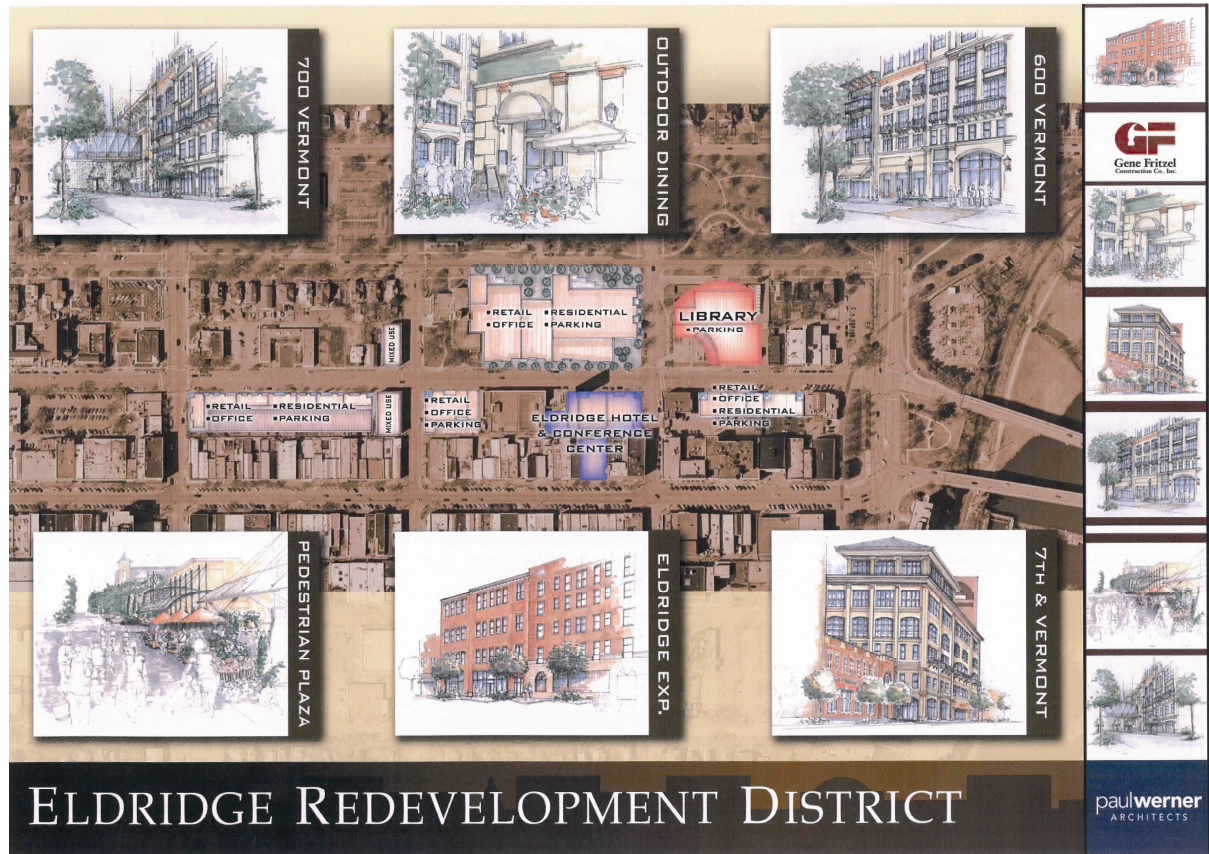 700 VERMONT
OUTDOOR DINING
600 VERMONT
GF
Gene Fritzel
Construction Co., Inc.
▪RETAIL ▪RESIDENTIAL
▪OFFICE ▪PARKING
LIBRARY
▪PARKING
MIXED USE
▪RETAIL ▪RESIDENTIAL
▪OFFICE ▪PARKING
MIXED USE
▪RETAIL
▪OFFICE
▪PARKING
ELDRIDGE HOTEL
& CONFERENCE
CENTER
▪RETAIL
▪OFFICE
▪RESIDENTIAL
▪PARKING
PEDESTRIAN PLAZA
ELDRIDGE EXP.
7TH & VERMONT
ELDRIDGE REDEVELOPMENT DISTRICT
paulwerner
ARCHITECTS